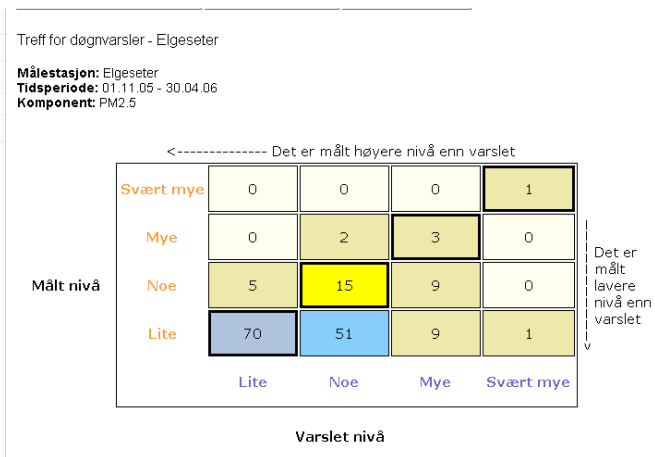 Treff for døgnvarsler - Elgeseter
Målestasjon: Elgeseter
Tidsperiode: 01.11.05 - 30.04.06
Komponent: PM2.5
<-------------- Det er målt høyere nivå enn varslet
Svært mye 0 0 0 1
Mye 0 2 3 0
Målt nivå Noe 5 15 9 0
Lite 70 51 9 1
Lite Noe Mye Svært mye
Det er
målt
lavere
nivå enn
varslet
Varslet nivå